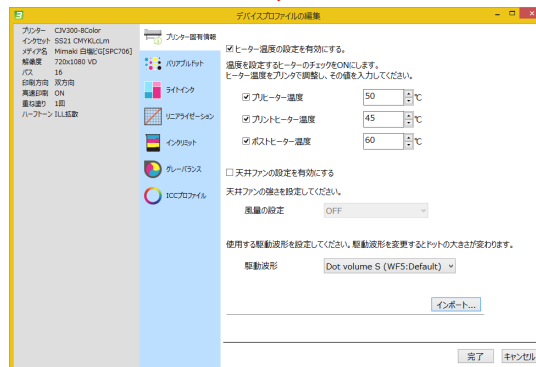 デバイスプロファイルの編集
プリンター CJV300-8Color
インクセット SS21 CMYKLcLm
メディア名 Mimaki 白塩ビG[SPC706]
解像度 720x1080 VD
パス 16
印刷方向 双方向
高速印刷 ON
重ね塗り 1回
ハーフトーン ILL拡散
プリンター固有情報
バリアブルドット
ライトインク
リニアライゼーション
インクリミット
グレーバランス
ICCプロファイル
ヒーター温度の設定を有効にする。
温度を設定するヒーターのチェックをONにします。
ヒーター温度をプリンタで調整し、その値を入力してください。
プリヒーター温度 50 ℃
プリントヒーター温度 45 ℃
ポストヒーター温度 60 ℃
天井ファンの設定を有効にする
天井ファンの強さを設定してください。
風量の設定 OFF
使用する駆動波形を設定してください。駆動波形を変更するとドットの大きさが変わります。
駆動波形 Dot volume S (WF5:Default)
インポート...
完了 キャンセル